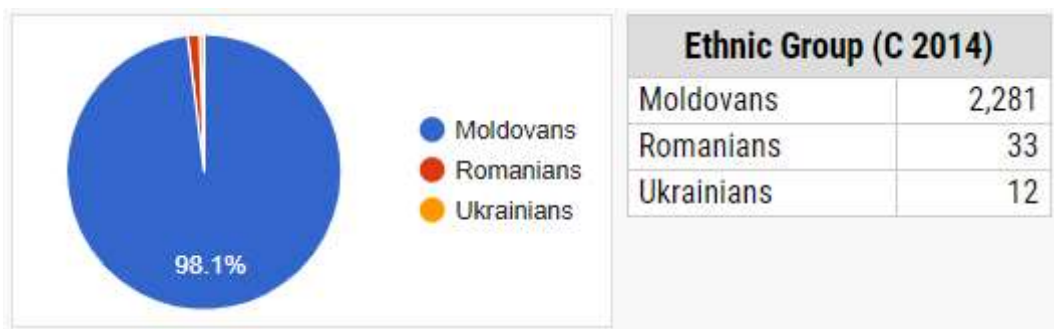 98.1%
Moldovans
Romanians
Ukrainians
Ethnic Group (C 2014)
Moldovans 2,281
Romanians 33
Ukrainians 12